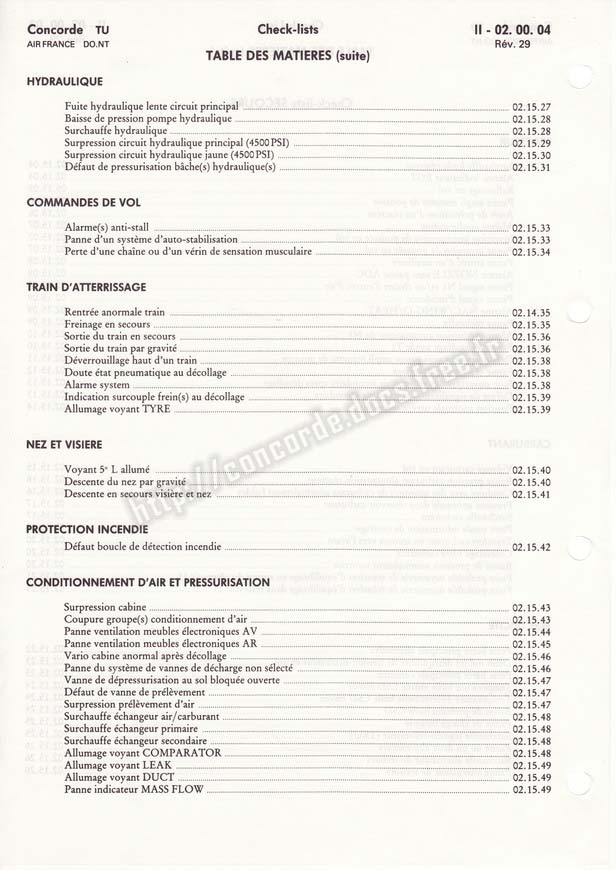 Concorde TU Check-lists II - 02. 00. 04
AIR FRANCE DO.NT Rév. 29
TABLE DES MATIERES (suite)
HYDRAULIQUE
Fuite hydraulique lente circuit principal 02.15.27
Baisse de pression pompe hydraulique 02.15.28
Surchauffe hydraulique 02.15.28
Surpression circuit hydraulique principal (4500 PSI) 02.15.29
Surpression circuit hydraulique jaune (4500 PSI) 02.15.30
Défaut de pressurisation bâche(s) hydraulique(s) 02.15.31
COMMANDES DE VOL
Alarme(s) anti-stall 02.15.33
Panne d'un système d'auto-stabilisation 02.15.33
Perte d'une chaîne ou d'un vérin de sensation musculaire 02.15.34
TRAIN D'ATTERRISSAGE
Rentrée anormale train 02.14.35
Freinage en secours 02.15.35
Sortie du train en secours 02.15.36
Sortie du train par gravité 02.15.36
Déverrouillage haut d'un train 02.15.38
Doute état pneumatique au décollage 02.15.38
Alarme system 02.15.38
Indication surcouple frein(s) au décollage 02.15.39
Allumage voyant TYRE 02.15.39
NEZ ET VISIERE
Voyant 5° L allumé 02.15.40
Descente du nez par gravité 02.15.40
Descente en secours visière et nez 02.15.41
PROTECTION INCENDIE
Défaut boucle de détection incendie 02.15.42
CONDITIONNEMENT D'AIR ET PRESSURISATION
Surpression cabine 02.15.43
Coupure groupe(s) conditionnement d'air 02.15.43
Panne ventilation meubles électroniques AV 02.15.44
Panne ventilation meubles électroniques AR 02.15.45
Vario cabine anormal après décollage 02.15.46
Panne du système de vannes de décharge non sélecté 02.15.46
Vanne de dépressurisation au sol bloquée ouverte 02.15.47
Défaut de vanne de prélèvement 02.15.47
Surpression prélèvement d'air 02.15.47
Surchauffe échangeur air/carburant 02.15.48
Surchauffe échangeur primaire 02.15.48
Surchauffe échangeur secondaire 02.15.48
Allumage voyant COMPARATOR 02.15.48
Allumage voyant LEAK 02.15.49
Allumage voyant DUCT 02.15.49
Panne indicateur MASS FLOW 02.15.49
http://concorde.docs.free.fr